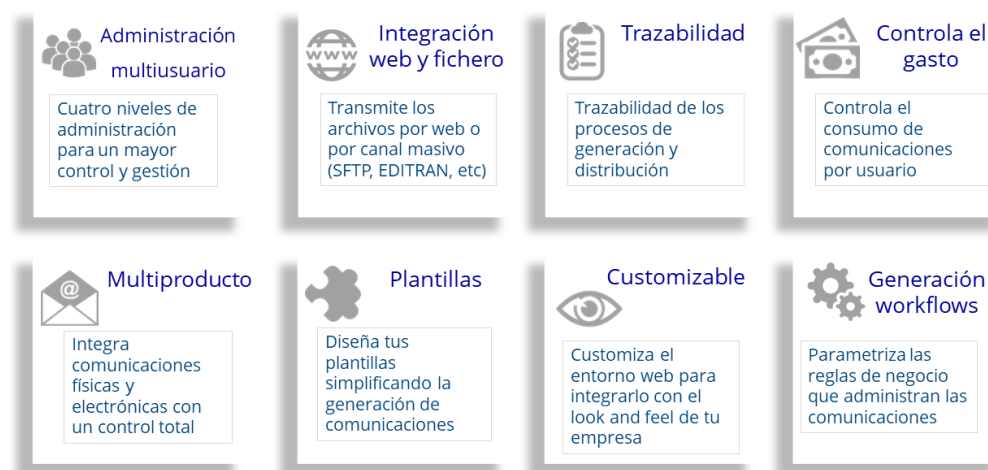 Administración
multiusuario
Cuatro niveles de
administración
para un mayor
control y gestión
www
Integración
web y fichero
Transmite los
archivos por web o
por canal masivo
(SFTP, EDITRAN, etc)
Trazabilidad
Trazabilidad de los
procesos de
generación y
distribución
Controla el
gasto
Controla el
consumo de
comunicaciones
por usuario
@
Multiproducto
Integra
comunicaciones
físicas y
electrónicas con
un control total
Plantillas
Diseña tus
plantillas
simplificando la
generación de
comunicaciones
Customizable
Customiza el
entorno web para
integrarlo con el
look and feel de tu
empresa
Generación
workflows
Parametriza las
reglas de negocio
que administran las
comunicaciones